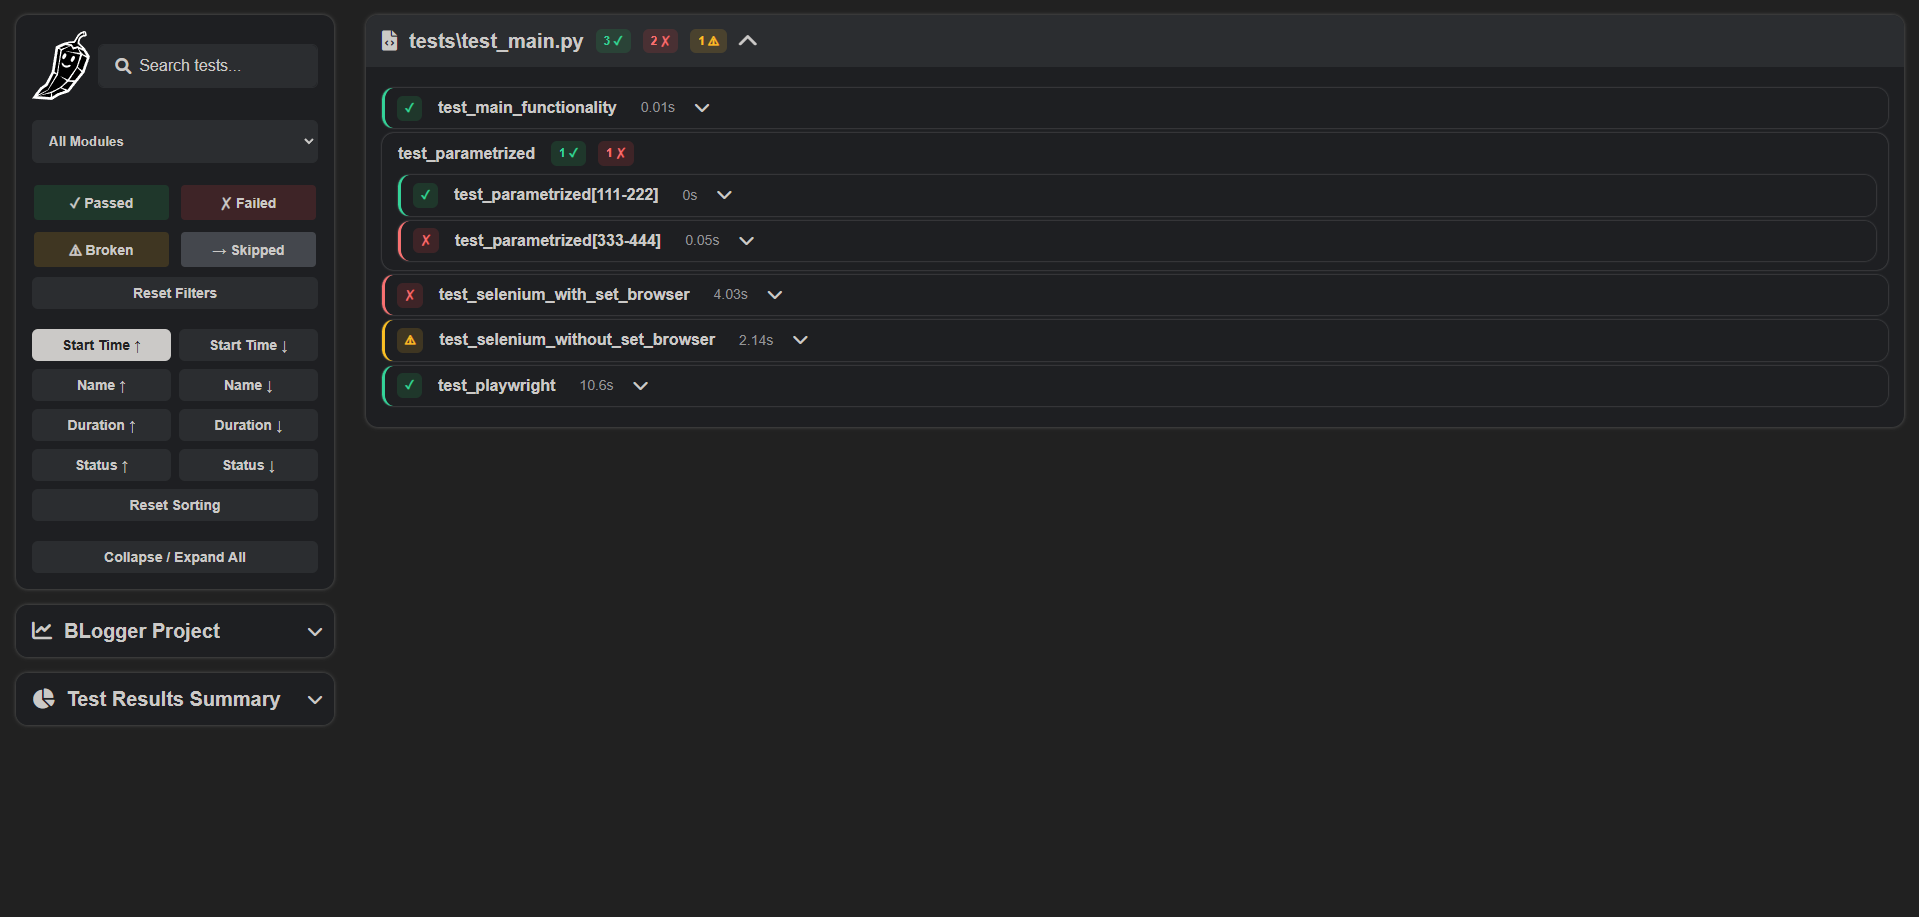 Search tests...
All Modules
✓ Passed
✗ Failed
⚠ Broken
→ Skipped
Reset Filters
Start Time ↑
Start Time ↓
Name ↑
Name ↓
Duration ↑
Duration ↓
Status ↑
Status ↓
Reset Sorting
Collapse / Expand All
BLogger Project
Test Results Summary
tests\test_main.py 3 ✓ 2 ✗ 1 ⚠
✓ test_main_functionality 0.01s
test_parametrized 1 ✓ 1 ✗
✓ test_parametrized[111-222] 0s
✗ test_parametrized[333-444] 0.05s
✗ test_selenium_with_set_browser 4.03s
⚠ test_selenium_without_set_browser 2.14s
✓ test_playwright 10.6s